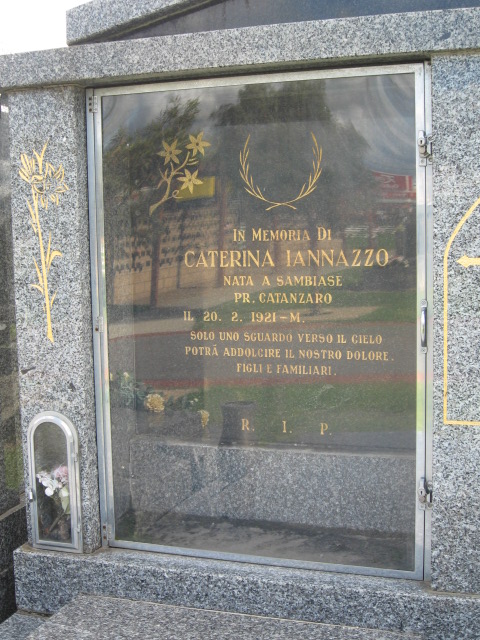 IN MEMORIA DI
CATERINA IANNAZZO
NATA A SAMBIASE
PR. CATANZARO
IL 20. 2. 1921 - M.
SOLO UNO SGUARDO VERSO IL CIELO
POTRÁ ADDOLCIRE IL NOSTRO DOLORE.
FIGLI E FAMILIARI.
R. I. P.